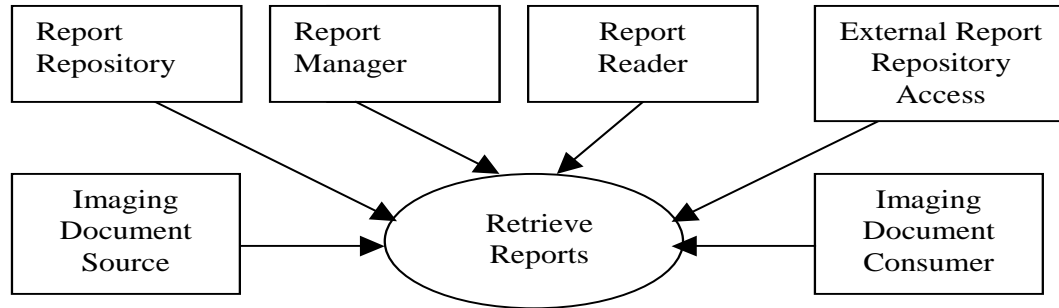 Report
Repository
Report
Manager
Report
Reader
External Report
Repository
Access
Imaging
Document
Source
Retrieve
Reports
Imaging
Document
Consumer